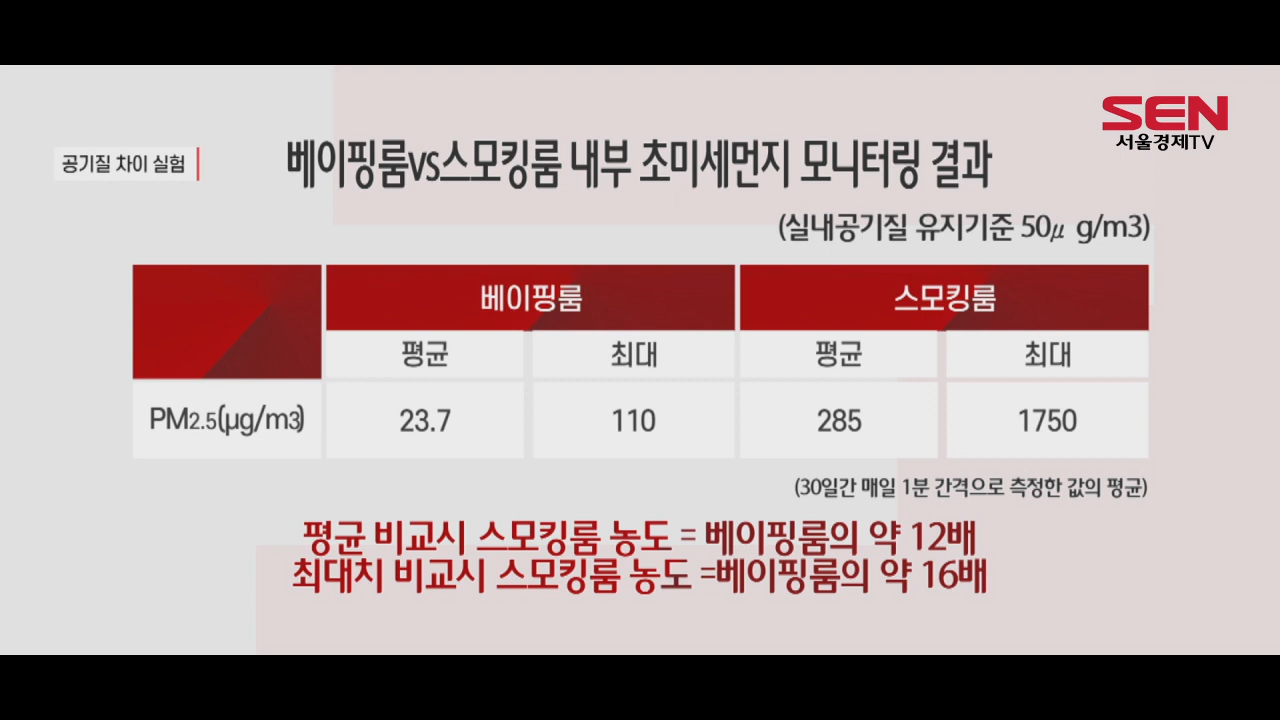 SEN
서울경제TV
공기질 차이 실험
베이핑룸vs스모킹룸 내부 초미세먼지 모니터링 결과
(실내공기질 유지기준 50μ g/m3)
베이핑룸 스모킹룸
평균 최대 평균 최대
PM2.5(μg/m3) 23.7 110 285 1750
(30일간 매일 1분 간격으로 측정한 값의 평균)
평균 비교시 스모킹룸 농도 = 베이핑룸의 약 12배
최대치 비교시 스모킹룸 농도 =베이핑룸의 약 16배